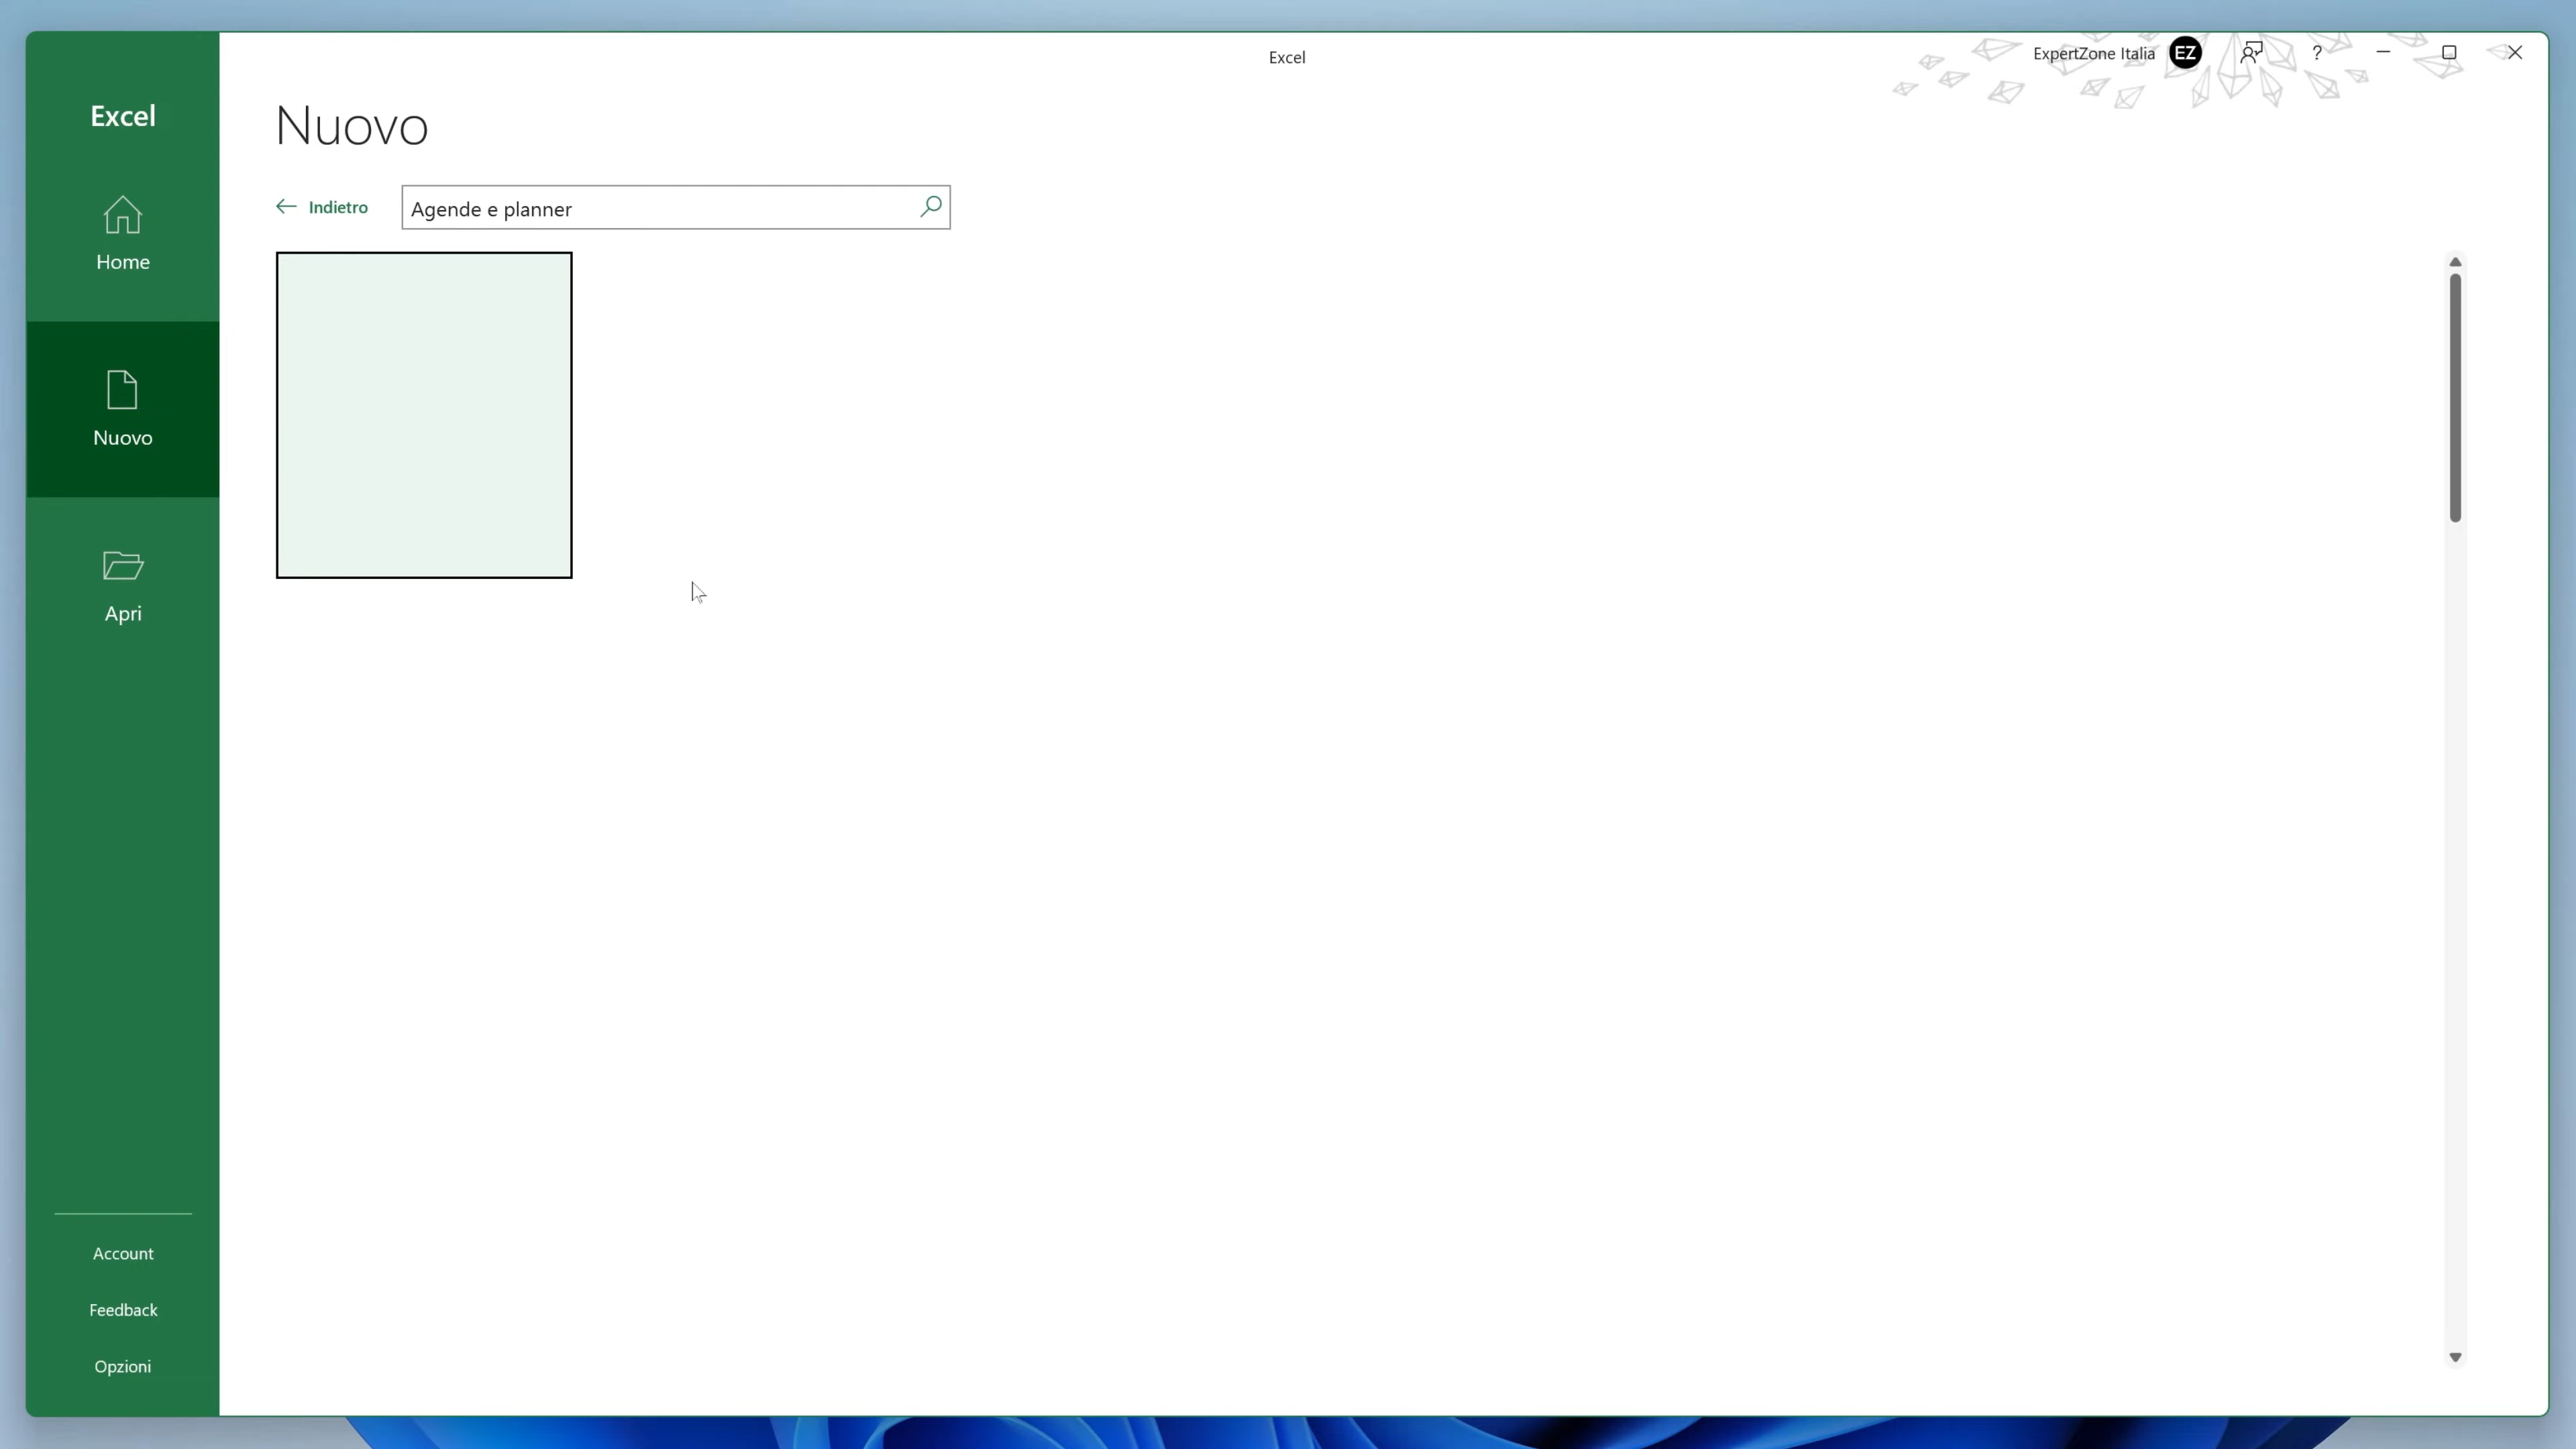 Excel
ExpertZone Italia
EZ
?
Excel
Nuovo
Home
Indietro
Agende e planner
Nuovo
Apri
Account
Feedback
Opzioni